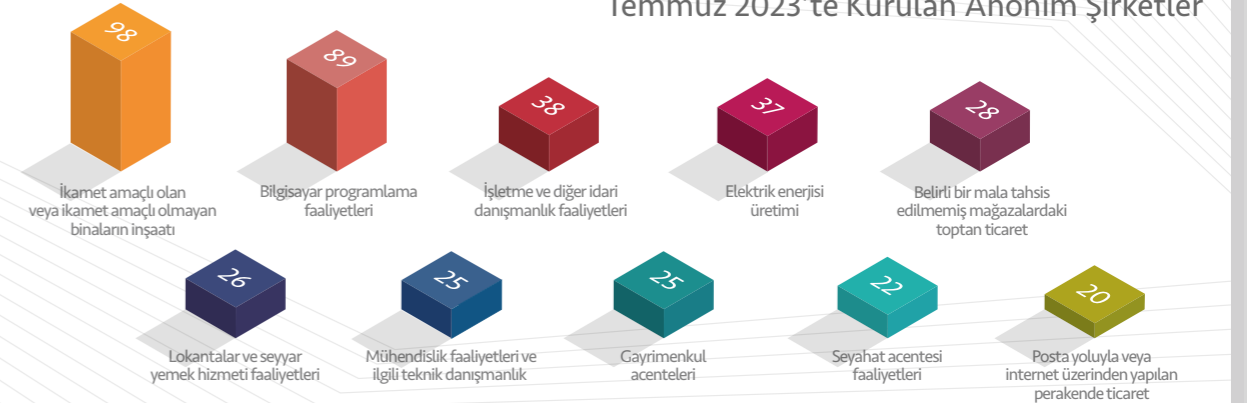 Temmuz 2023'te Kurulan Anonim Şirketler
98
89
38
37
28
İkamet amaçlı olan
veya ikamet amaçlı olmayan
binaların inşaatı
Bilgisayar programlama
faaliyetleri
İşletme ve diğer idari
danışmanlık faaliyetleri
Elektrik enerjisi
üretimi
Belirli bir mala tahsis
edilmemiş mağazalardaki
toptan ticaret
26
25
25
22
20
Lokantalar ve seyyar
yemek hizmeti faaliyetleri
Mühendislik faaliyetleri ve
ilgili teknik danışmanlık
Gayrimenkul
acenteleri
Seyahat acentesi
faaliyetleri
Posta yoluyla veya
internet üzerinden yapılan
perakende ticaret